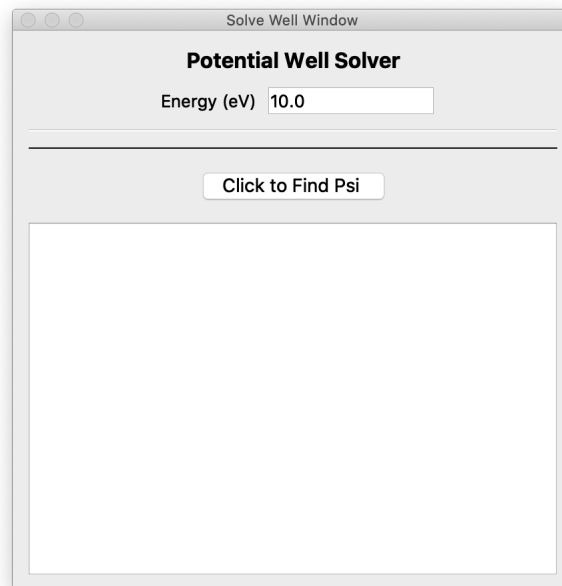 Solve Well Window
Potential Well Solver
Energy (eV) 10.0
Click to Find Psi